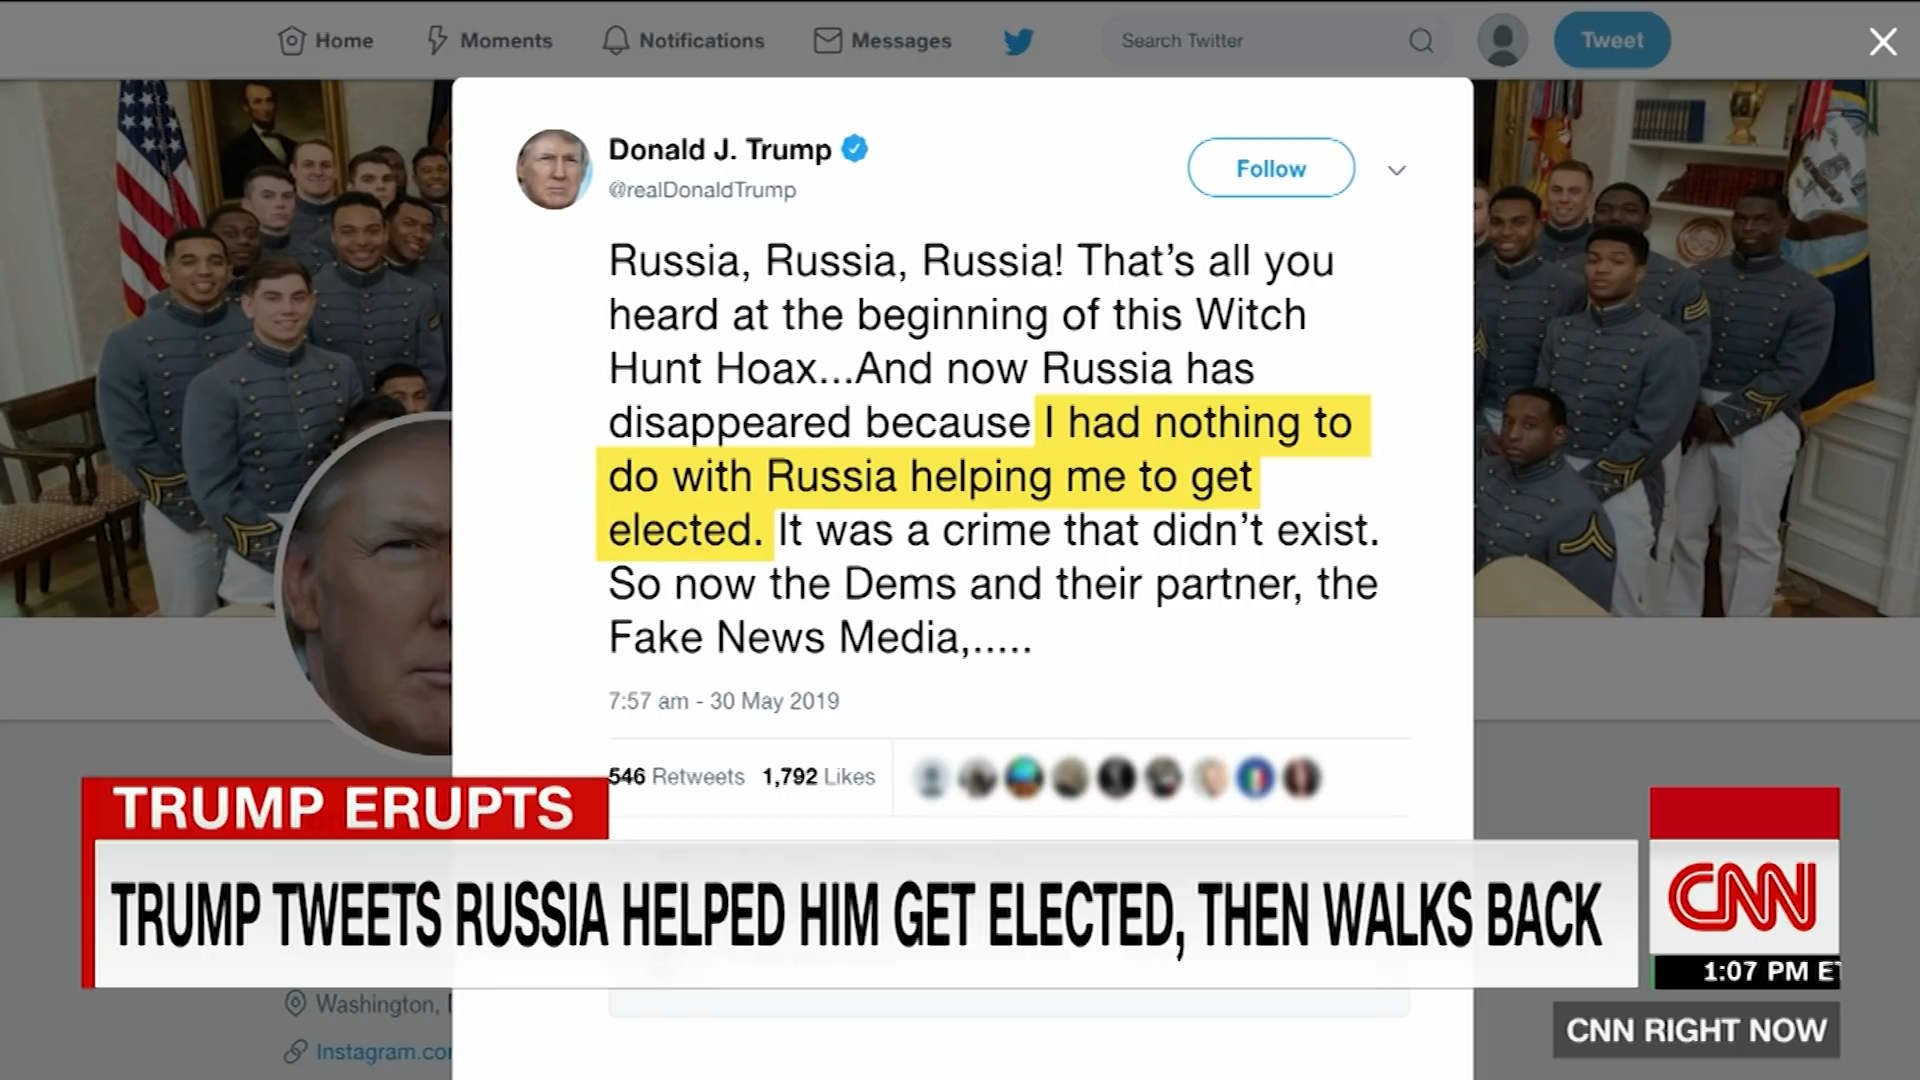 Home Moments Notifications Messages Search Twitter Tweet
Donald J. Trump
@realDonaldTrump
Follow
Russia, Russia, Russia! That's all you
heard at the beginning of this Witch
Hunt Hoax...And now Russia has
disappeared because I had nothing to
do with Russia helping me to get
elected. It was a crime that didn't exist.
So now the Dems and their partner, the
Fake News Media,.....
7:57 am - 30 May 2019
546 Retweets 1,792 Likes
TRUMP ERUPTS
TRUMP TWEETS RUSSIA HELPED HIM GET ELECTED, THEN WALKS BACK
CNN
1:07 PM ET
Washington,
Instagram.co
CNN RIGHT NOW